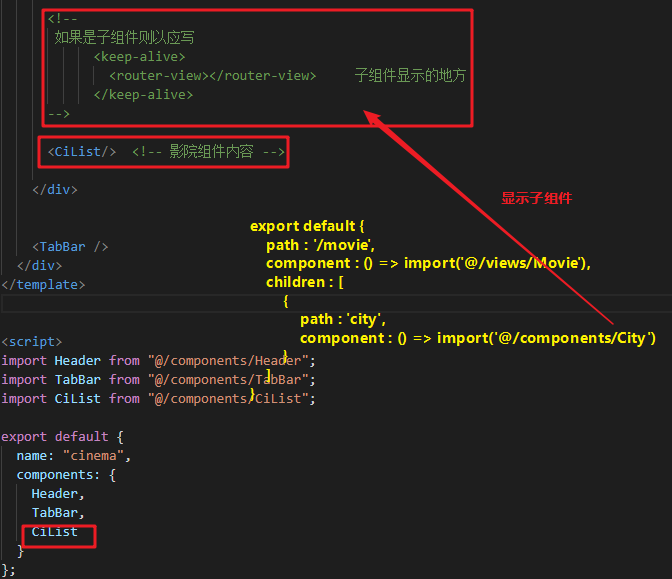 <!--
如果是子组件则以应写
<keep-alive>
<router-view></router-view> 子组件显示的地方
</keep-alive>
-->
<CiList/> <!-- 影院组件内容 -->
</div>
显示子组件
<TabBar />
</div>
</template>
export default {
path : '/movie',
component : () => import('@/views/Movie'),
children : [
{
path : 'city',
component : () => import('@/components/City')
}
]
}
<script>
import Header from "@/components/Header";
import TabBar from "@/components/TabBar";
import CiList from "@/components/CiList";
export default {
name: "cinema",
components: {
Header,
TabBar,
CiList
}
};